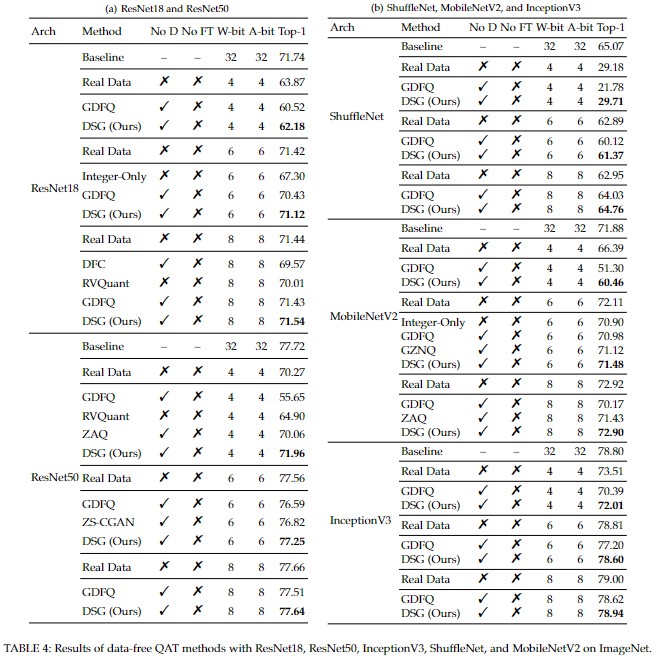 (a) ResNet18 and ResNet50
Arch Method No D No FT W-bit A-bit Top-1
Baseline – – 32 32 71.74
Real Data ✗ ✗ 4 4 63.87
GDFQ ✓ ✗ 4 4 60.52
DSG (Ours) ✓ ✗ 4 4 62.18
Real Data ✗ ✗ 6 6 71.42
ResNet18
Integer-Only ✗ ✗ 6 6 67.30
GDFQ ✓ ✗ 6 6 70.43
DSG (Ours) ✓ ✗ 6 6 71.12
Real Data ✗ ✗ 8 8 71.44
DFC ✓ ✗ 8 8 69.57
RVQuant ✗ ✗ 8 8 70.01
GDFQ ✓ ✗ 8 8 71.43
DSG (Ours) ✓ ✗ 8 8 71.54
Baseline – – 32 32 77.72
Real Data ✗ ✗ 4 4 70.27
GDFQ ✓ ✗ 4 4 55.65
RVQuant ✗ ✗ 4 4 64.90
ZAQ ✓ ✗ 4 4 70.06
DSG (Ours) ✓ ✗ 4 4 71.96
ResNet50 Real Data ✗ ✗ 6 6 77.56
GDFQ ✓ ✗ 6 6 76.59
ZS-CGAN ✓ ✗ 6 6 76.82
DSG (Ours) ✓ ✗ 6 6 77.25
Real Data ✗ ✗ 8 8 77.66
GDFQ ✓ ✗ 8 8 77.51
DSG (Ours) ✓ ✗ 8 8 77.64
(b) ShuffleNet, MobileNetV2, and InceptionV3
Arch Method No D No FT W-bit A-bit Top-1
Baseline – – 32 32 65.07
Real Data ✗ ✗ 4 4 29.18
GDFQ ✓ ✗ 4 4 21.78
DSG (Ours) ✓ ✗ 4 4 29.71
ShuffleNet
Real Data ✗ ✗ 6 6 62.89
GDFQ ✓ ✗ 6 6 60.12
DSG (Ours) ✓ ✗ 6 6 61.37
Real Data ✗ ✗ 8 8 62.95
GDFQ ✓ ✗ 8 8 64.03
DSG (Ours) ✓ ✗ 8 8 64.76
Baseline – – 32 32 71.88
Real Data ✗ ✗ 4 4 66.39
GDFQ ✓ ✗ 4 4 51.30
DSG (Ours) ✓ ✗ 4 4 60.46
Real Data ✗ ✗ 6 6 72.11
MobileNetV2
Integer-Only ✗ ✗ 6 6 70.90
GDFQ ✓ ✗ 6 6 70.98
GZNQ ✓ ✗ 6 6 71.12
DSG (Ours) ✓ ✗ 6 6 71.48
Real Data ✗ ✗ 8 8 72.92
GDFQ ✓ ✗ 8 8 70.17
ZAQ ✓ ✗ 8 8 71.43
DSG (Ours) ✓ ✗ 8 8 72.90
Baseline – – 32 32 78.80
Real Data ✗ ✗ 4 4 73.51
GDFQ ✓ ✗ 4 4 70.39
DSG (Ours) ✓ ✗ 4 4 72.01
InceptionV3
Real Data ✗ ✗ 6 6 78.81
GDFQ ✓ ✗ 6 6 77.20
DSG (Ours) ✓ ✗ 6 6 78.60
Real Data ✗ ✗ 8 8 79.00
GDFQ ✓ ✗ 8 8 78.62
DSG (Ours) ✓ ✗ 8 8 78.94
TABLE 4: Results of data-free QAT methods with ResNet18, ResNet50, InceptionV3, ShuffleNet, and MobileNetV2 on ImageNet.